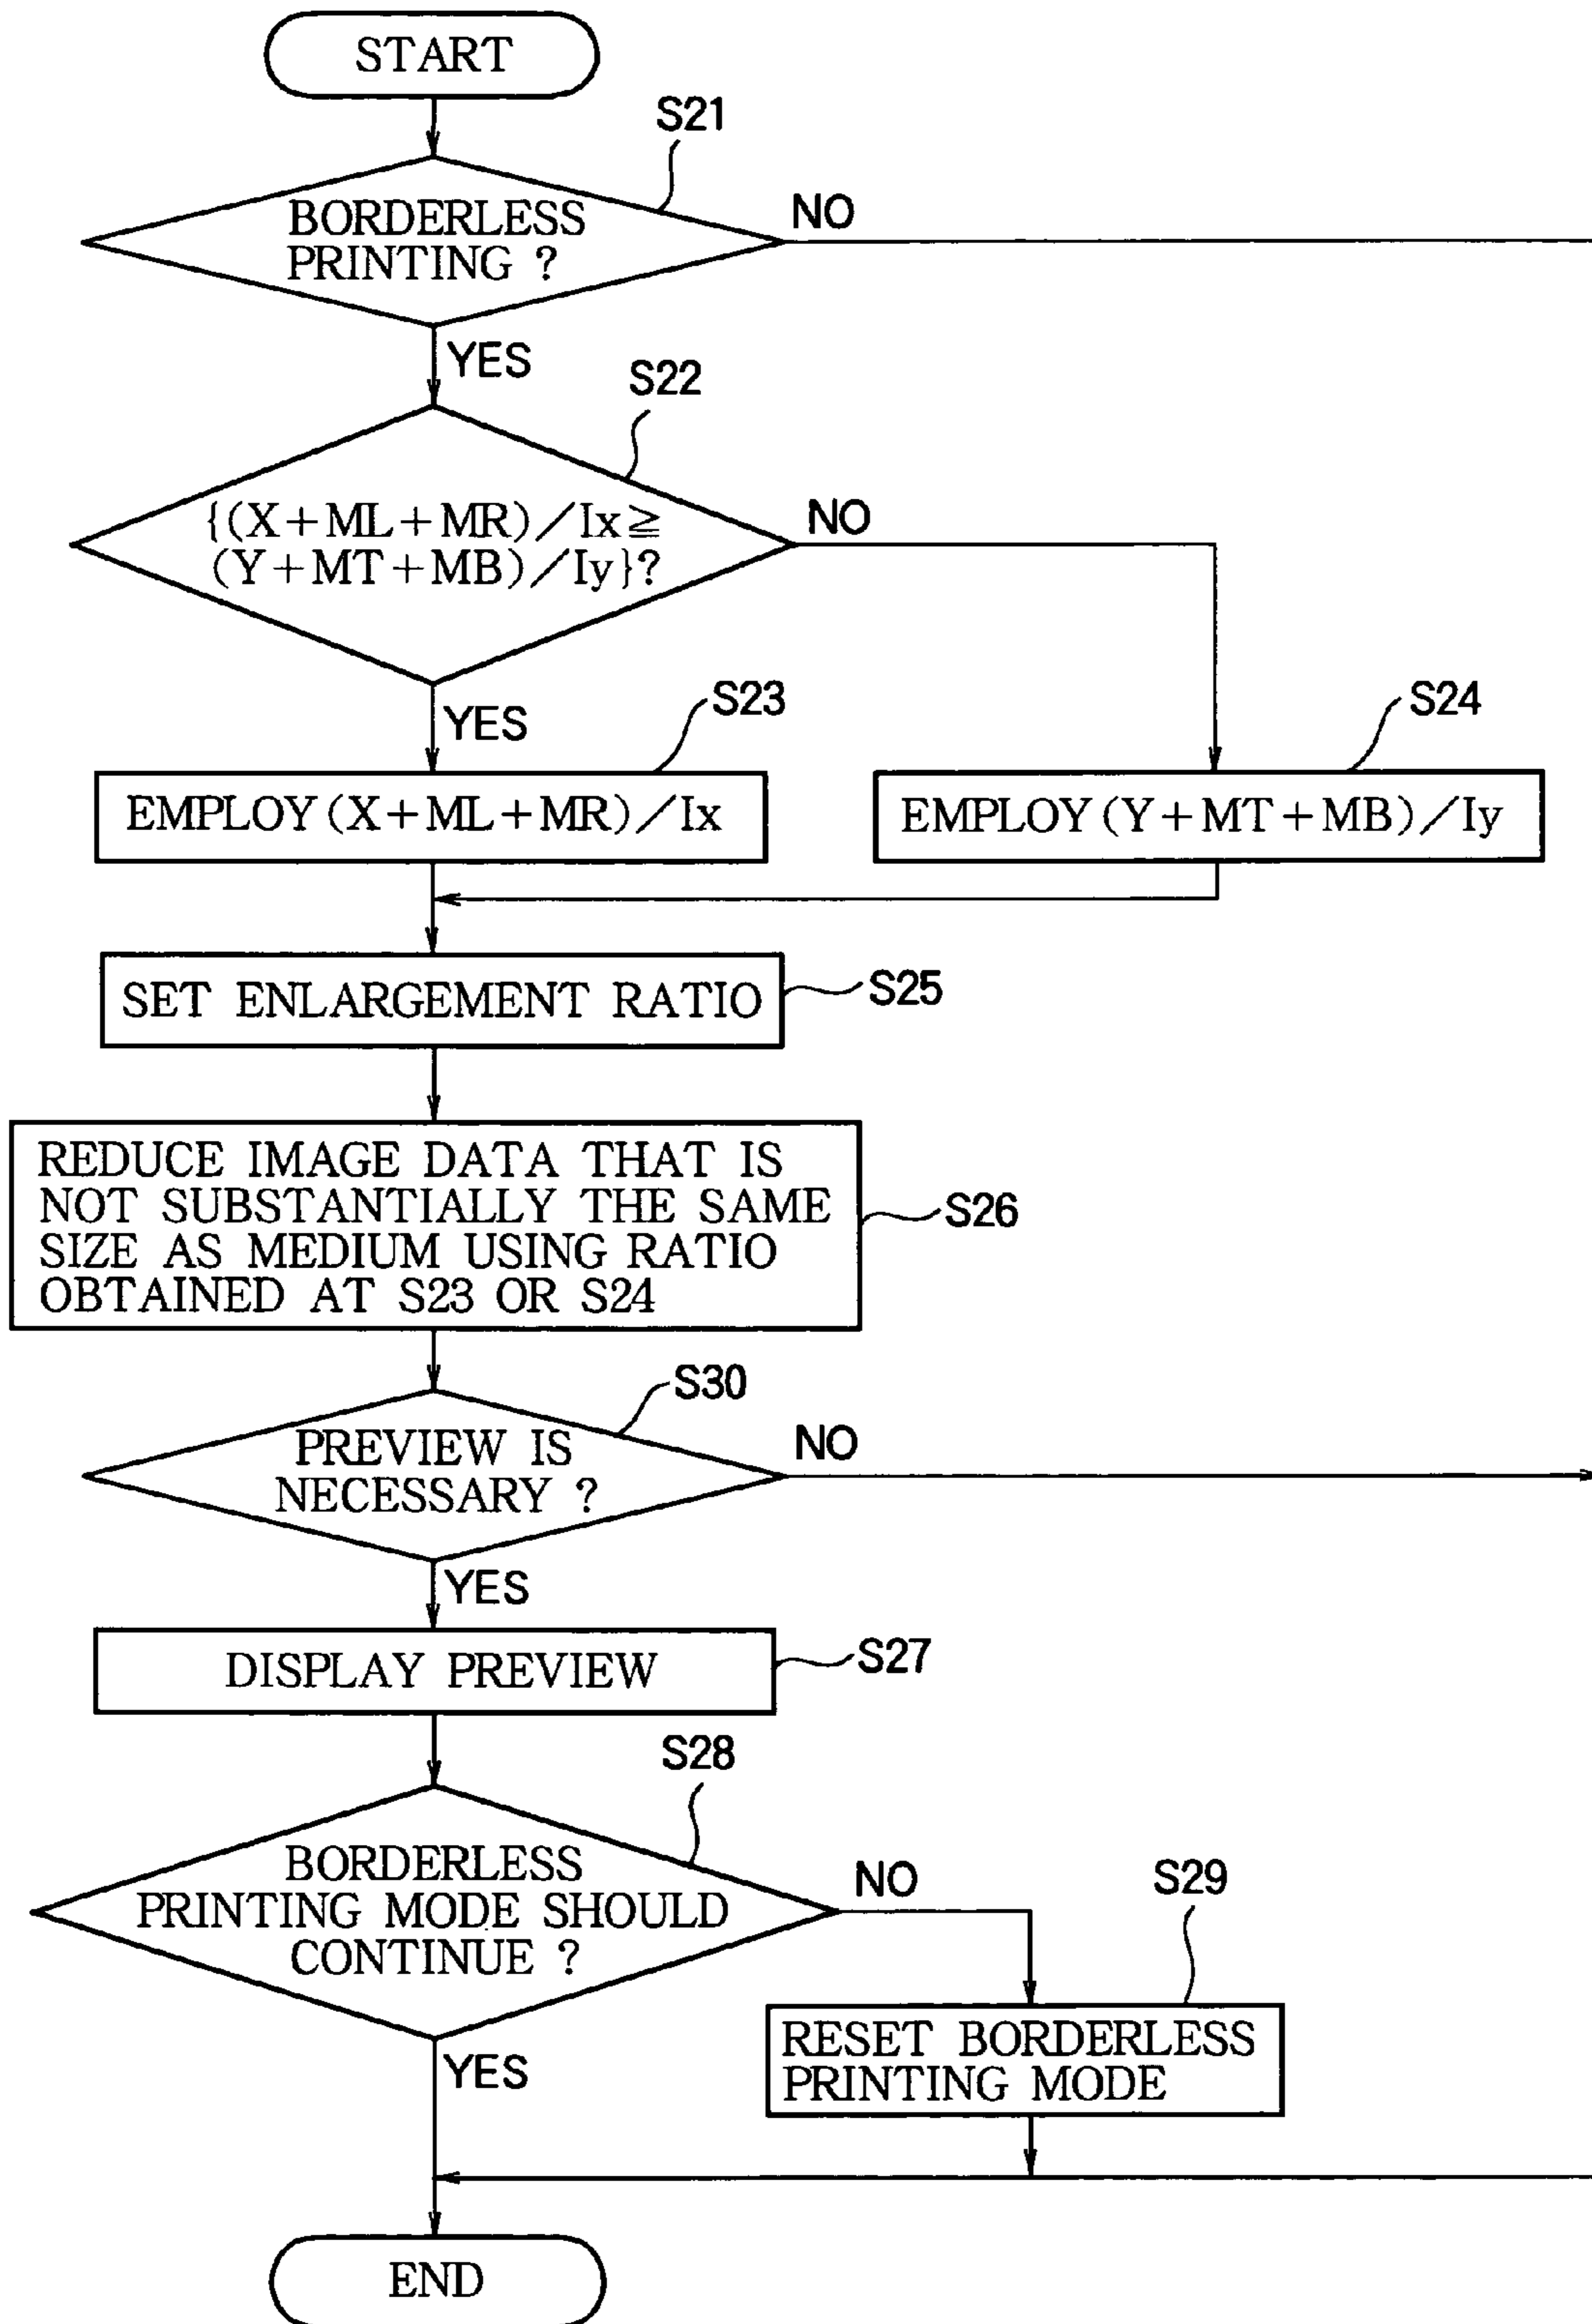 START
S21
BORDERLESS
PRINTING ?
NO
YES
S22
{(X+ML+MR)/Ix≧
(Y+MT+MB)/Iy}?
NO
YES
S23
S24
EMPLOY(X+ML+MR)/Ix
EMPLOY(Y+MT+MB)/Iy
SET ENLARGEMENT RATIO
S25
REDUCE IMAGE DATA THAT IS
NOT SUBSTANTIALLY THE SAME
SIZE AS MEDIUM USING RATIO
OBTAINED AT S23 OR S24
S26
S30
PREVIEW IS
NECESSARY ?
NO
YES
DISPLAY PREVIEW
S27
S28
BORDERLESS
PRINTING MODE SHOULD
CONTINUE ?
NO
S29
YES
RESET BORDERLESS
PRINTING MODE
END